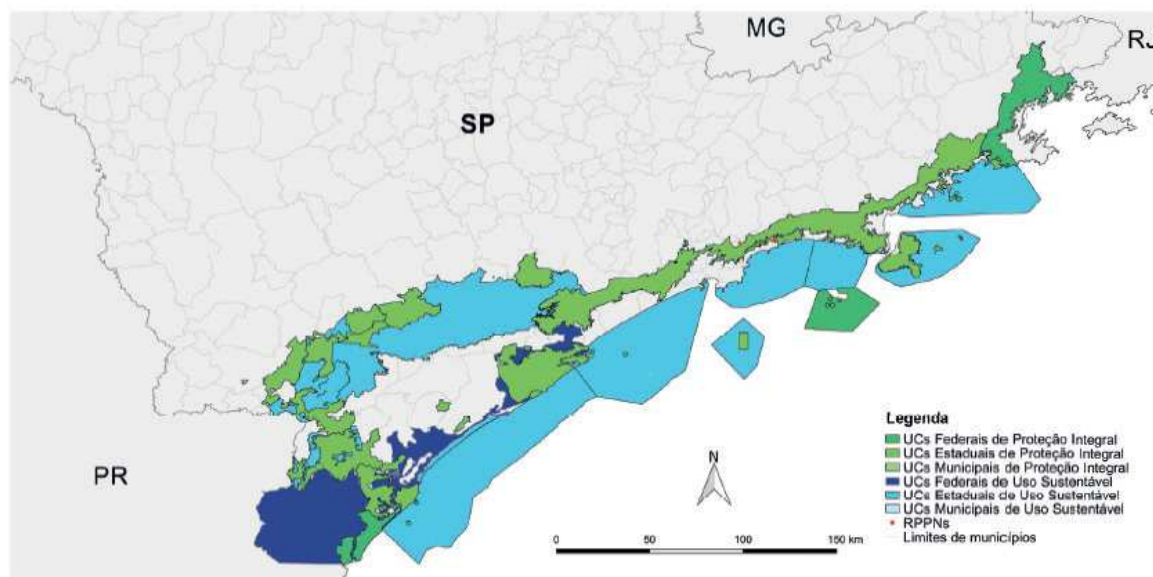 MG
RJ
SP
PR
N
Legenda
UCs Federais de Proteção Integral
UCs Estaduais de Proteção Integral
UCs Municipais de Proteção Integral
UCs Federais de Uso Sustentável
UCs Estaduais de Uso Sustentável
UCs Municipais de Uso Sustentável
RPPNs
Limites de municípios
0 50 100 150 km